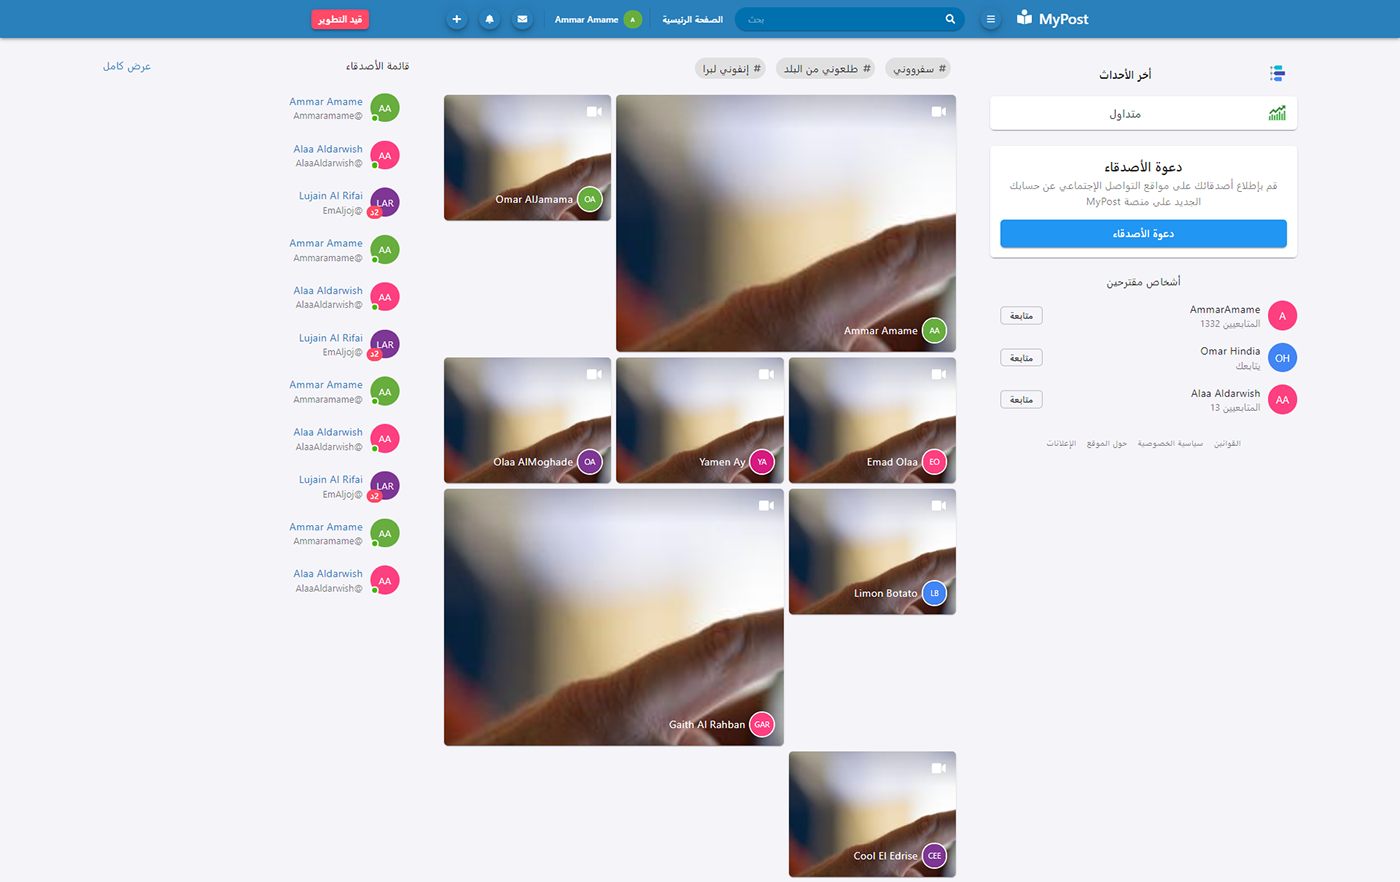 MyPost
بحث
الصفحة الرئيسية
A Ammar Amame
قيد التطوير
أخر الأحداث
متداول
دعوة الأصدقاء
قم بإطلاع أصدقائك على مواقع التواصل الإجتماعي عن حسابك
الجديد على منصة MyPost
دعوة الأصدقاء
أشخاص مقترحين
A AmmarAmame
المتابعيين 1332
متابعة
OH Omar Hindia
يتابعك
متابعة
AA Alaa Aldarwish
المتابعيين 13
متابعة
القوانين سياسية الخصوصية حول الموقع الإعلانات
# سفرووني # طلعوني من البلد # إنفوني لبرا
Ammar Amame AA
Omar AlJamama OA
Emad Olaa EO
Yamen Ay YA
Olaa AlMoghade OA
Limon Botato LB
Gaith Al Rahban GAR
Cool El Edrise CEE
قائمة الأصدقاء
عرض كامل
Ammar Amame AA
Ammaramame@
Alaa Aldarwish AA
AlaaAldarwish@
Lujain Al Rifai LAR
EmAljoj@
2د
Ammar Amame AA
Ammaramame@
Alaa Aldarwish AA
AlaaAldarwish@
Lujain Al Rifai LAR
EmAljoj@
2د
Ammar Amame AA
Ammaramame@
Alaa Aldarwish AA
AlaaAldarwish@
Lujain Al Rifai LAR
EmAljoj@
2د
Ammar Amame AA
Ammaramame@
Alaa Aldarwish AA
AlaaAldarwish@